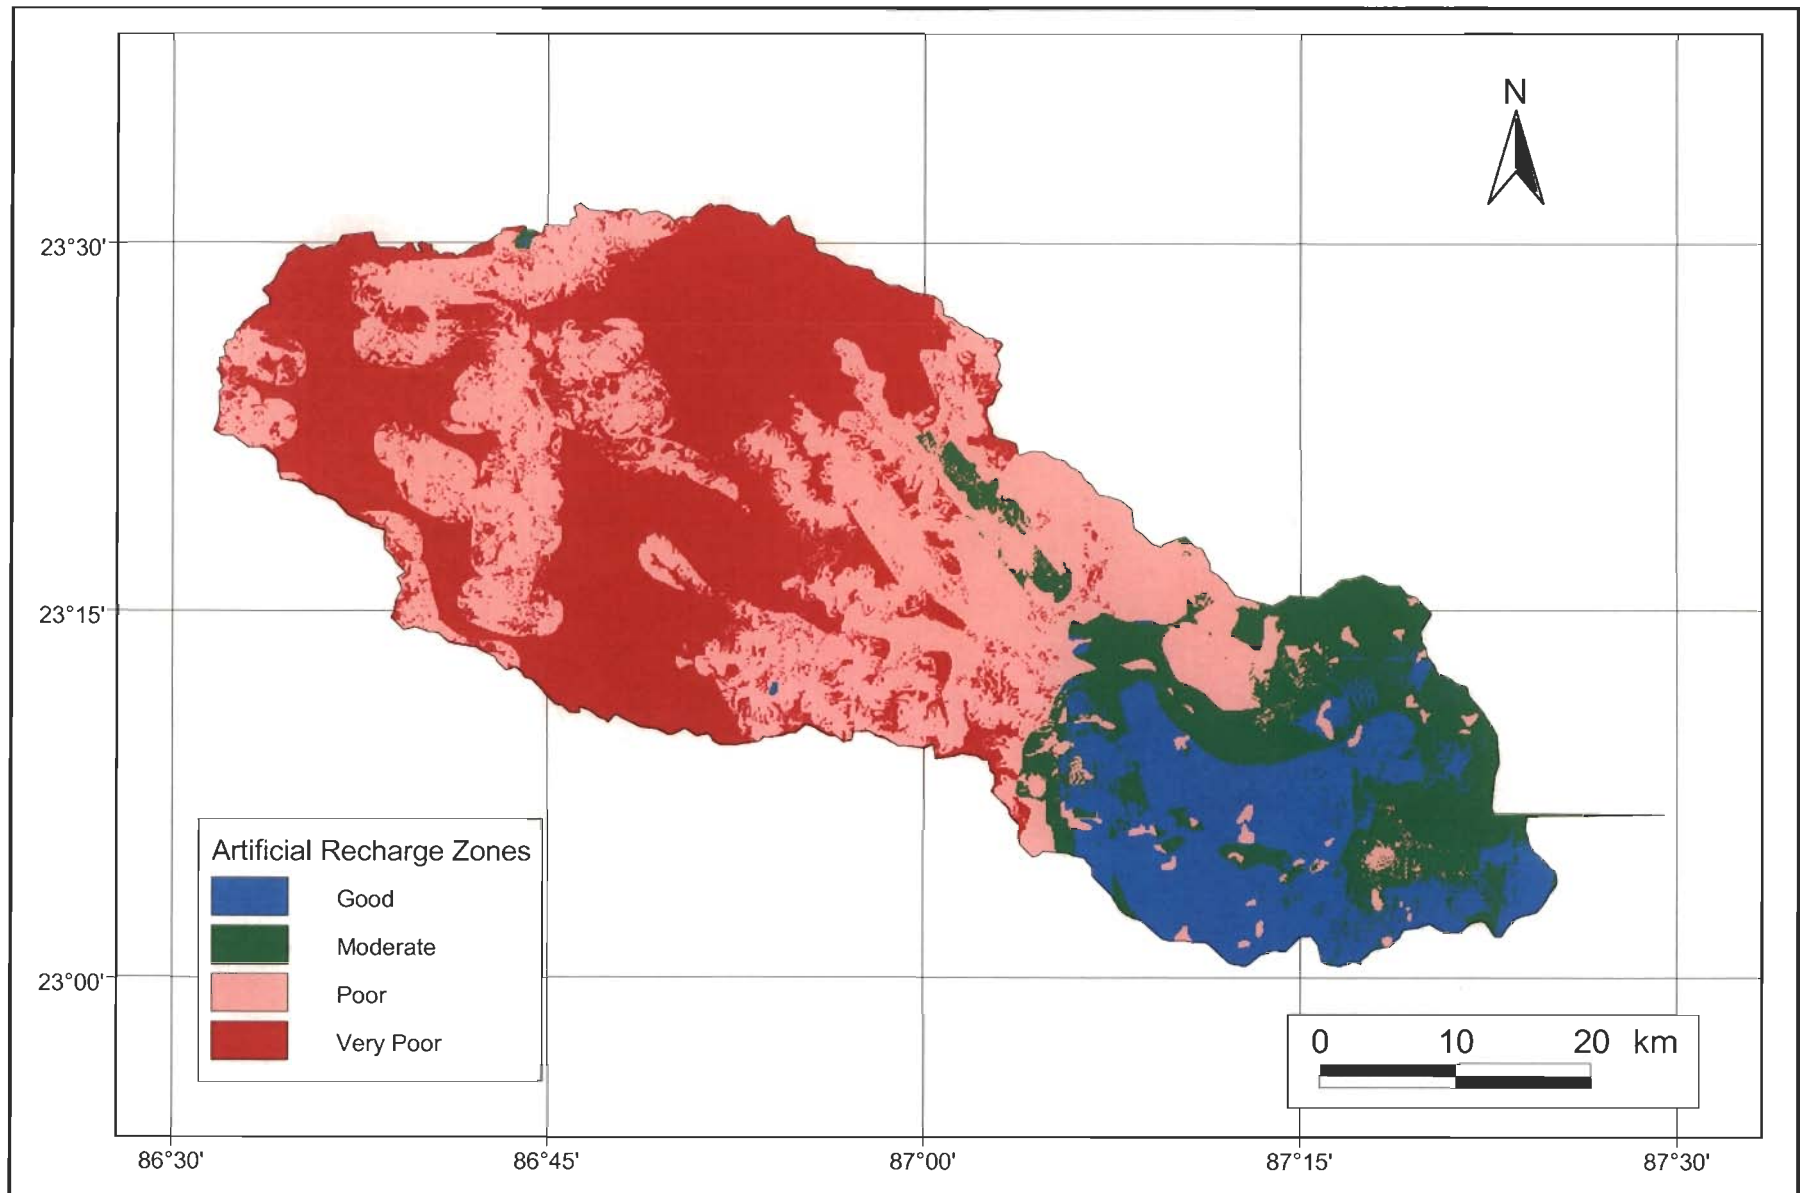 N
23°30'
23°15'
23°00'
Artificial Recharge Zones
Good
Moderate
Poor
Very Poor
0 10 20 km
86°30' 86°45' 87°00' 87°15' 87°30'